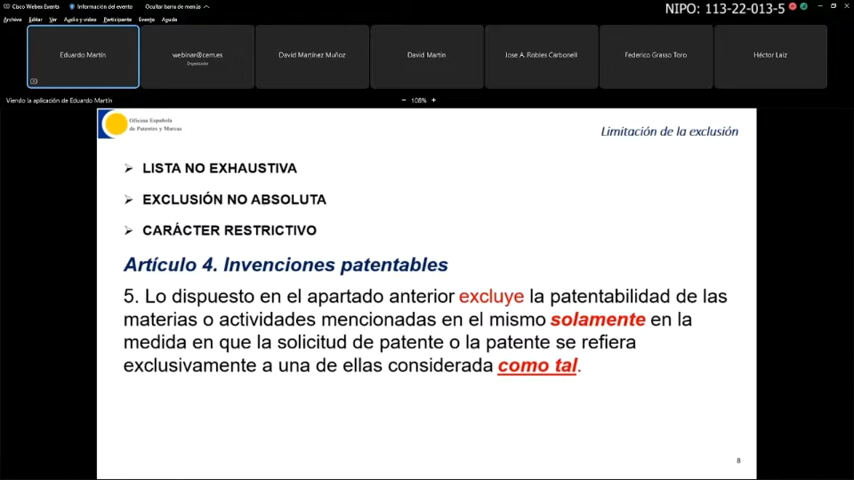 Cisco Webex Events
Información del evento
Ocultar barra de menús
NIPO: 113-22-013-5
Archivo Editar Ver Audio y vídeo Participante Evento Ayuda
Eduardo Martín
webinar@cem.es
Organizador
David Martínez Muñoz
David Martin
Jose A. Robles Carbonell
Federico Grasso Toro
Héctor Laiz
Viendo la aplicación de Eduardo Martín
− 108% +
Oficina Española
de Patentes y Marcas
Limitación de la exclusión
LISTA NO EXHAUSTIVA
EXCLUSIÓN NO ABSOLUTA
CARÁCTER RESTRICTIVO
Artículo 4. Invenciones patentables
5. Lo dispuesto en el apartado anterior excluye la patentabilidad de las
materias o actividades mencionadas en el mismo solamente en la
medida en que la solicitud de patente o la patente se refiera
exclusivamente a una de ellas considerada como tal.
8